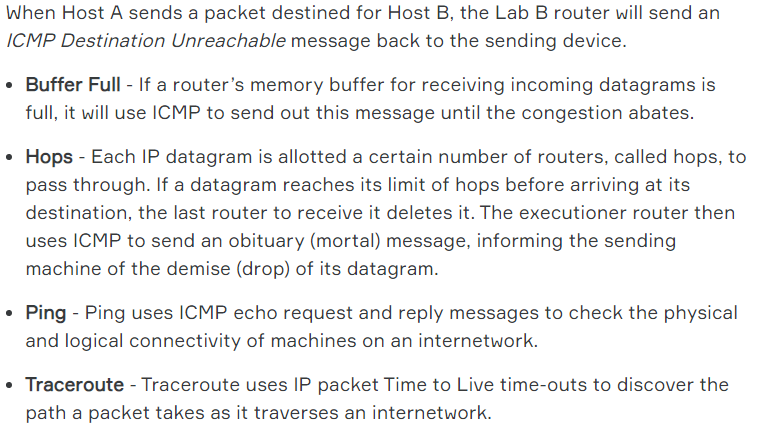 When Host A sends a packet destined for Host B, the Lab B router will send an
ICMP Destination Unreachable message back to the sending device.
• Buffer Full - If a router's memory buffer for receiving incoming datagrams is
full, it will use ICMP to send out this message until the congestion abates.
• Hops - Each IP datagram is allotted a certain number of routers, called hops, to
pass through. If a datagram reaches its limit of hops before arriving at its
destination, the last router to receive it deletes it. The executioner router then
uses ICMP to send an obituary (mortal) message, informing the sending
machine of the demise (drop) of its datagram.
• Ping - Ping uses ICMP echo request and reply messages to check the physical
and logical connectivity of machines on an internetwork.
• Traceroute - Traceroute uses IP packet Time to Live time-outs to discover the
path a packet takes as it traverses an internetwork.